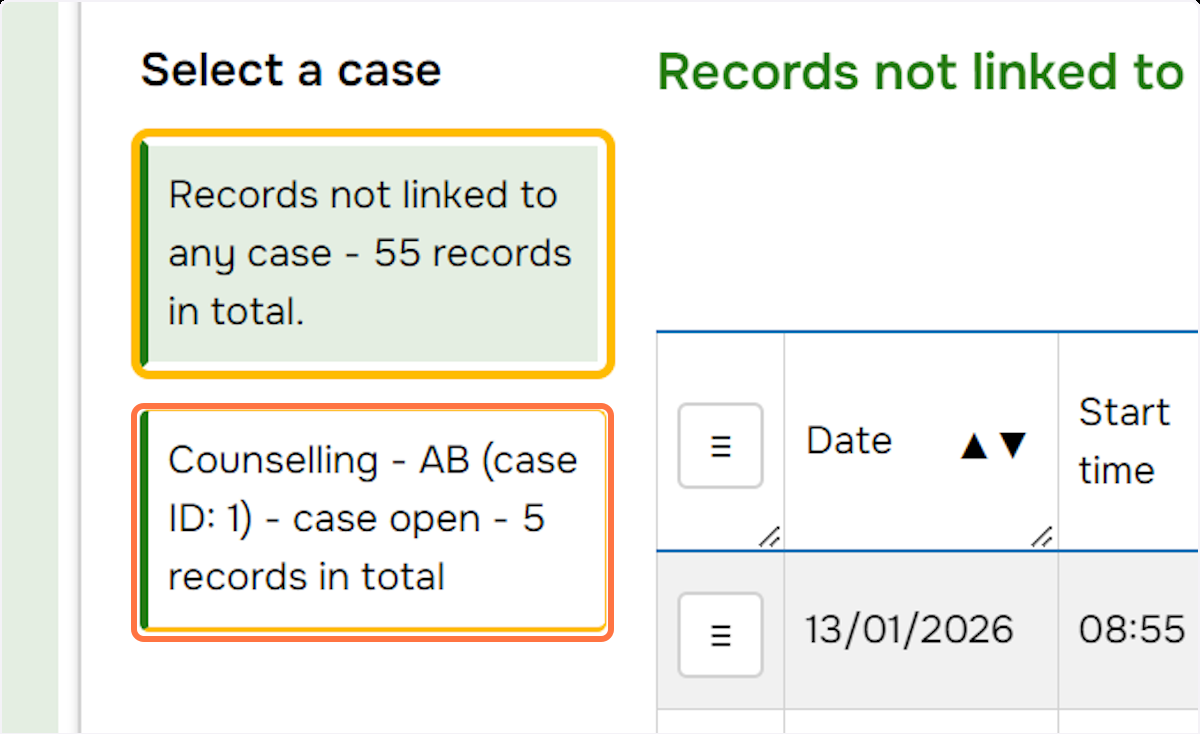 Select a case
Records not linked to
any case - 55 records
in total.
Counselling - AB (case
ID: 1) - case open - 5
records in total
Records not linked to
Date ▲▼
Start
time
13/01/2026
08:55